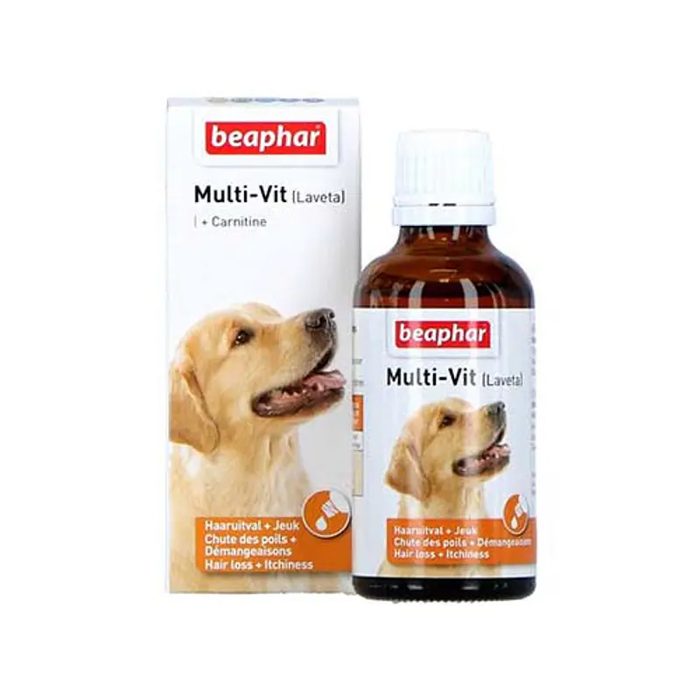 beaphar
Multi-Vit (Laveta)
| + Carnitine
Haaruitval + Jeuk
Chute des poils +
Démangeaisons
Hair loss + Itchiness
beaphar
Multi-Vit (Laveta)
Haaruitval + Jeuk
Chute des poils + Démangeaisons
Hair loss + Itchiness